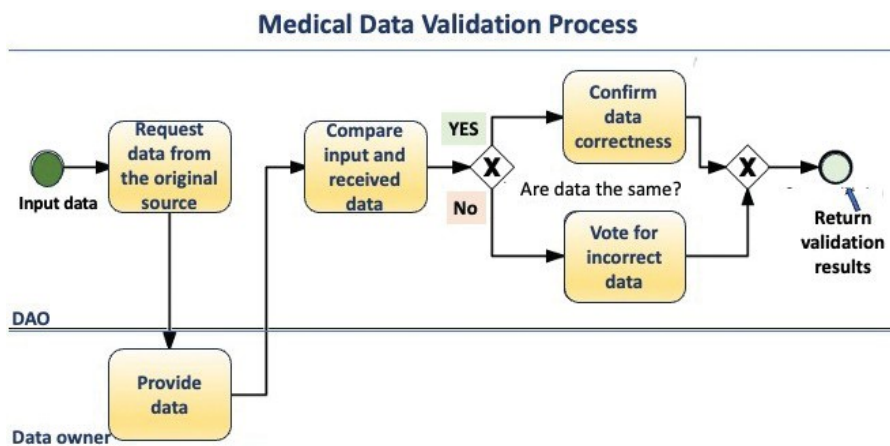 Medical Data Validation Process
Request
data from
the original
source
Input data
Compare
input and
received
data
YES
No
X
Are data the same?
Confirm
data
correctness
Vote for
incorrect
data
X
Return
validation
results
DAO
Provide
data
Data owner